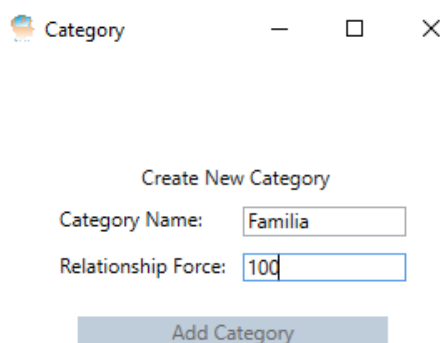 Category
Create New Category
Category Name: Familia
Relationship Force: 100
Add Category